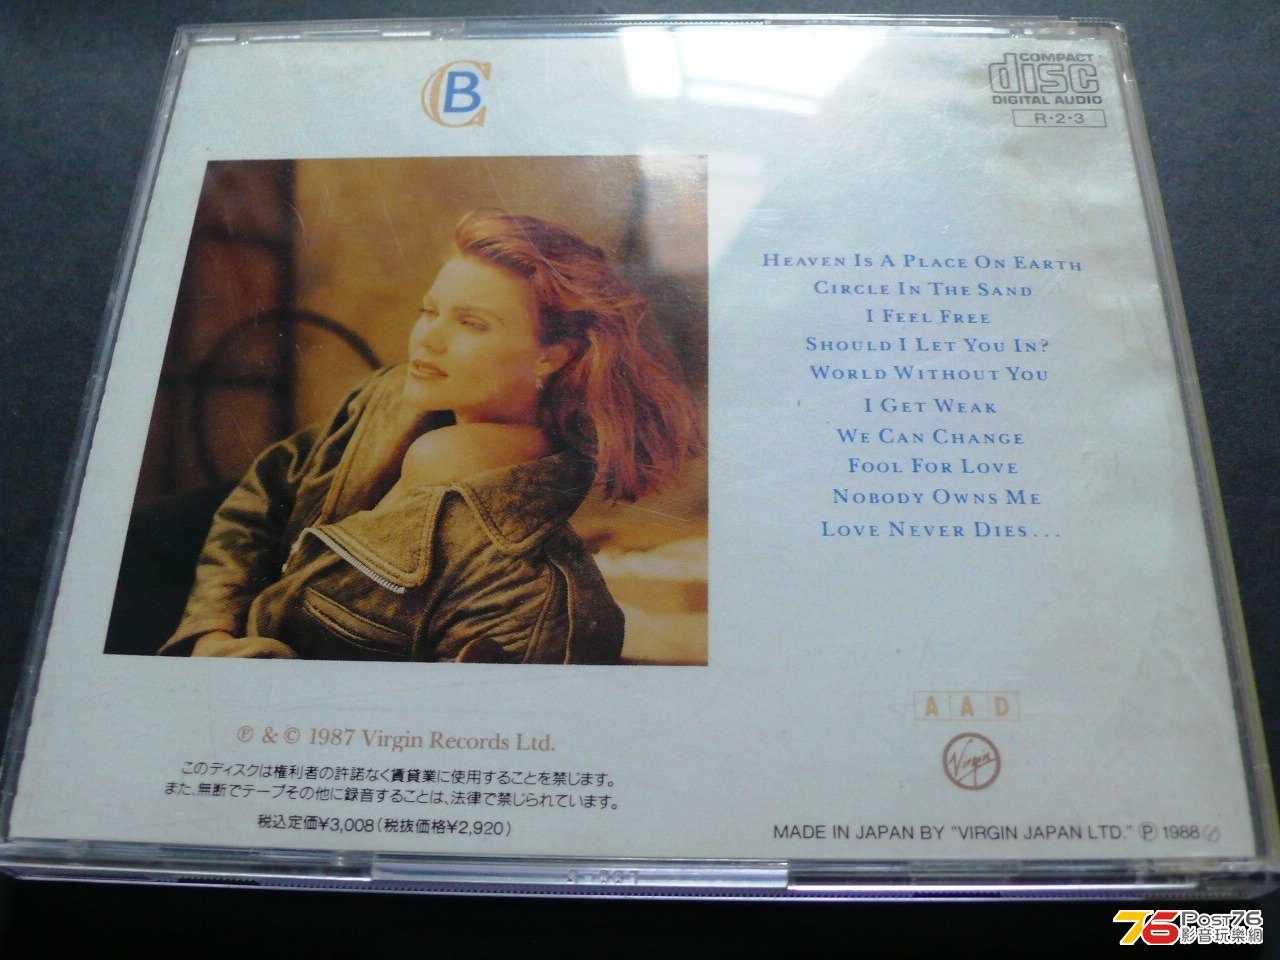 BC
COMPACT
disc
DIGITAL AUDIO
R・2・3
HEAVEN IS A PLACE ON EARTH
CIRCLE IN THE SAND
I FEEL FREE
SHOULD I LET YOU IN?
WORLD WITHOUT YOU
I GET WEAK
WE CAN CHANGE
FOOL FOR LOVE
NOBODY OWNS ME
LOVE NEVER DIES...
A A D
Virgin
Ⓟ & © 1987 Virgin Records Ltd.
このディスクは権利者の許諾なく賃貸業に使用することを禁じます。
また、無断でテープその他に録音することは、法律で禁じられています。
税込定価¥3,008(税抜価格¥2,920)
MADE IN JAPAN BY "VIRGIN JAPAN LTD." Ⓟ 1988
76 POST76
影音玩樂網